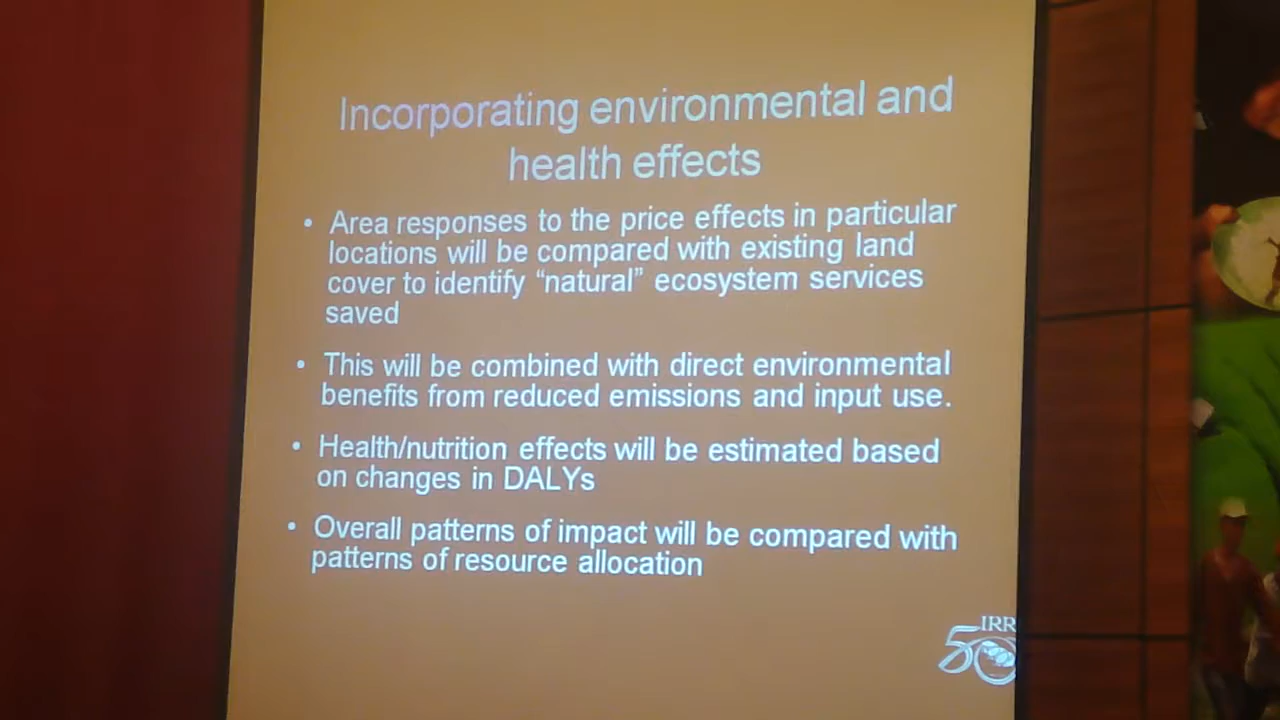 Incorporating environmental and
health effects
• Area responses to the price effects in particular
locations will be compared with existing land
cover to identify “natural” ecosystem services
saved
• This will be combined with direct environmental
benefits from reduced emissions and input use.
• Health/nutrition effects will be estimated based
on changes in DALYs
• Overall patterns of impact will be compared with
patterns of resource allocation
IRR
50